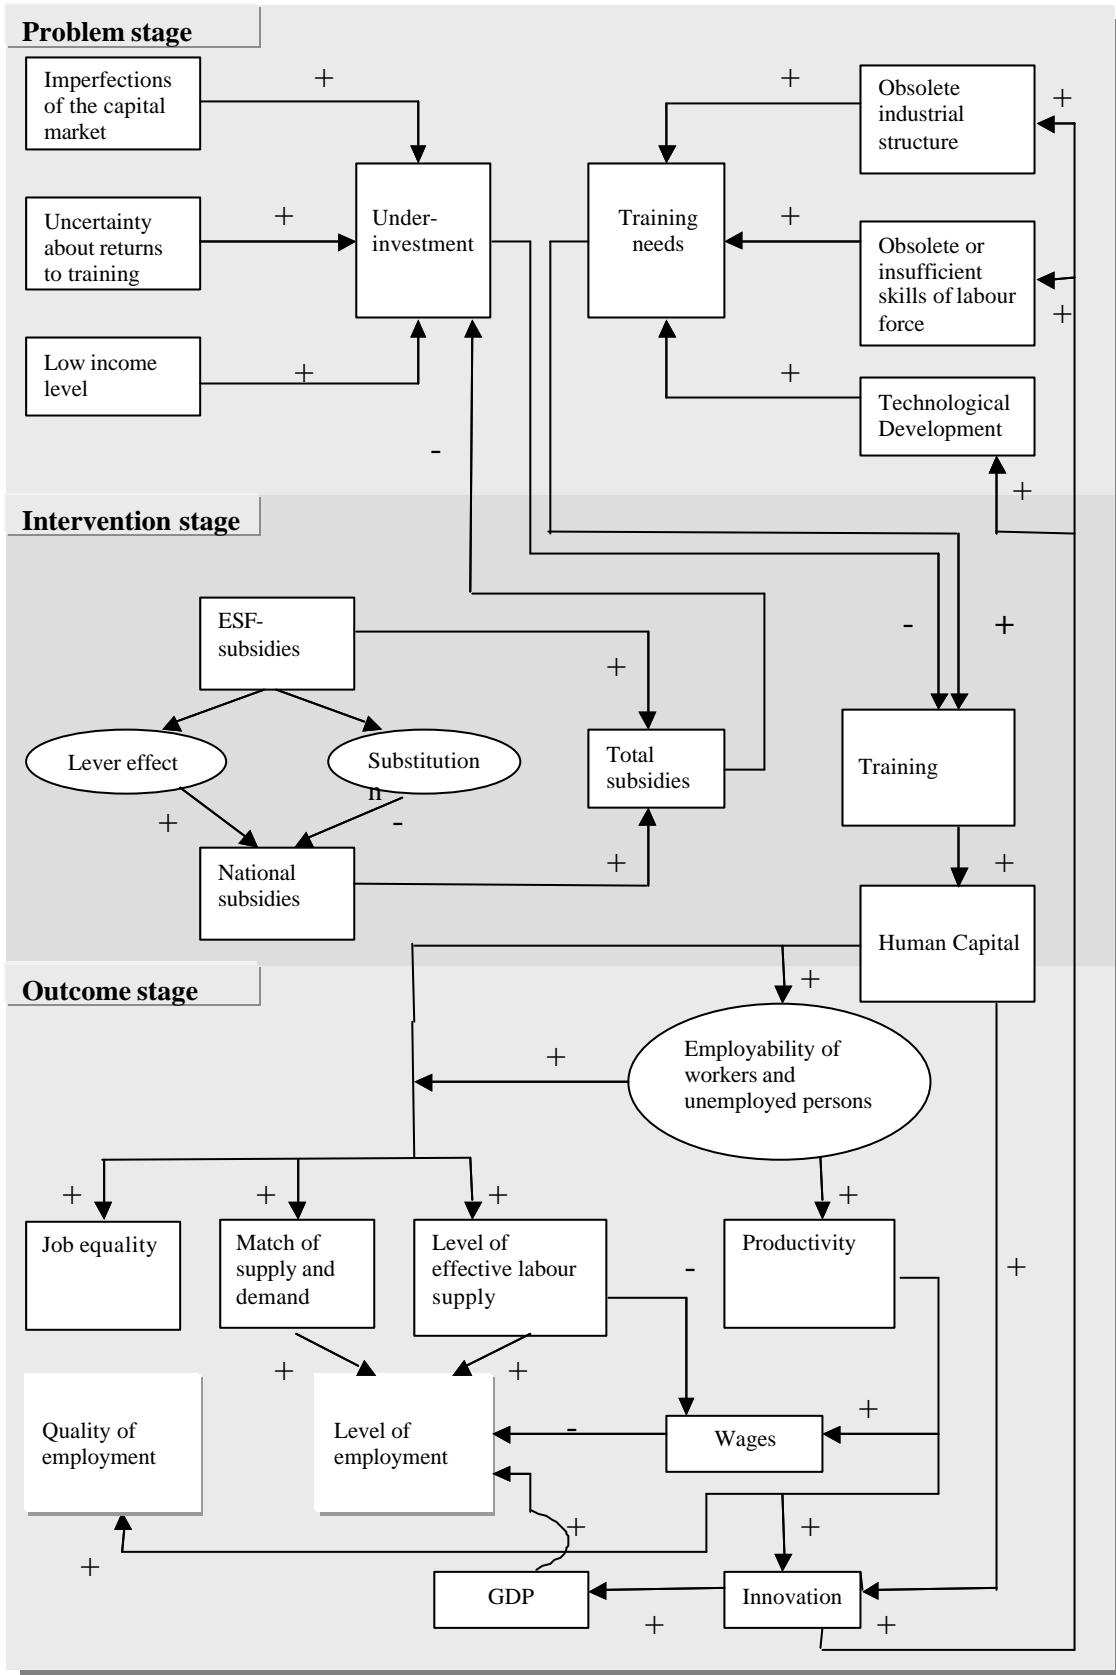 Problem stage
Imperfections
of the capital
market
+
+
Obsolete
industrial
structure
+
Uncertainty
about returns
to training
+
Under-
investment
Training
needs
+
Obsolete or
insufficient
skills of labour
force
+
Low income
level
+
+
Technological
Development
-
+
Intervention stage
ESF-
subsidies
+
-
+
Lever effect
Substitution
n
Total
subsidies
Training
+
-
National
subsidies
+
+
Human Capital
Outcome stage
+
Employability of
workers and
unemployed persons
+
+
+
+
+
Job equality
Match of
supply and
demand
Level of
effective labour
supply
Productivity
-
+
+
+
Quality of
employment
Level of
employment
-
Wages
+
+
+
+
GDP
Innovation
+
+